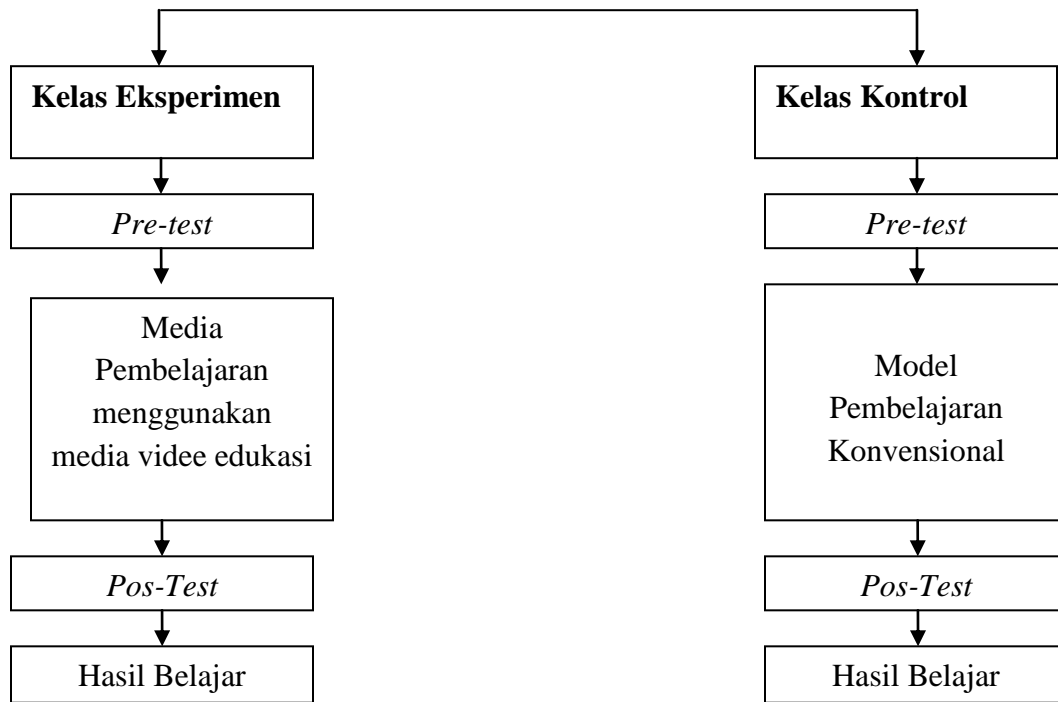 Kelas Eksperimen
Kelas Kontrol
Pre-test
Pre-test
Media
Pembelajaran
menggunakan
media videe edukasi
Model
Pembelajaran
Konvensional
Pos-Test
Pos-Test
Hasil Belajar
Hasil Belajar